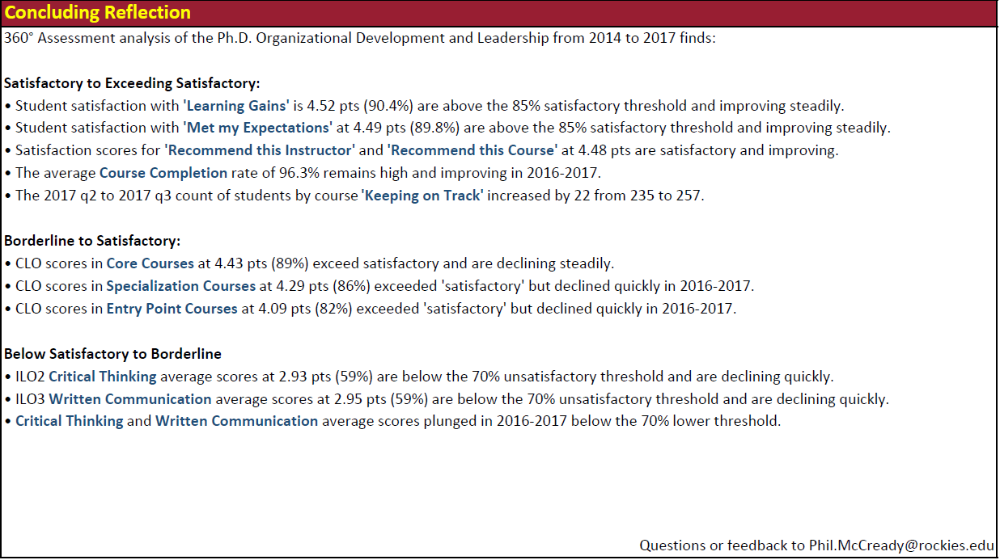 Concluding Reflection
360° Assessment analysis of the Ph.D. Organizational Development and Leadership from 2014 to 2017 finds:
Satisfactory to Exceeding Satisfactory:
• Student satisfaction with 'Learning Gains' is 4.52 pts (90.4%) are above the 85% satisfactory threshold and improving steadily.
• Student satisfaction with 'Met my Expectations' at 4.49 pts (89.8%) are above the 85% satisfactory threshold and improving steadily.
• Satisfaction scores for 'Recommend this Instructor' and 'Recommend this Course' at 4.48 pts are satisfactory and improving.
• The average Course Completion rate of 96.3% remains high and improving in 2016-2017.
• The 2017 q2 to 2017 q3 count of students by course 'Keeping on Track' increased by 22 from 235 to 257.
Borderline to Satisfactory:
• CLO scores in Core Courses at 4.43 pts (89%) exceed satisfactory and are declining steadily.
• CLO scores in Specialization Courses at 4.29 pts (86%) exceeded 'satisfactory' but declined quickly in 2016-2017.
• CLO scores in Entry Point Courses at 4.09 pts (82%) exceeded 'satisfactory' but declined quickly in 2016-2017.
Below Satisfactory to Borderline
• ILO2 Critical Thinking average scores at 2.93 pts (59%) are below the 70% unsatisfactory threshold and are declining quickly.
• ILO3 Written Communication average scores at 2.95 pts (59%) are below the 70% unsatisfactory threshold and are declining quickly.
• Critical Thinking and Written Communication average scores plunged in 2016-2017 below the 70% lower threshold.
Questions or feedback to Phil.McCready@rockies.edu